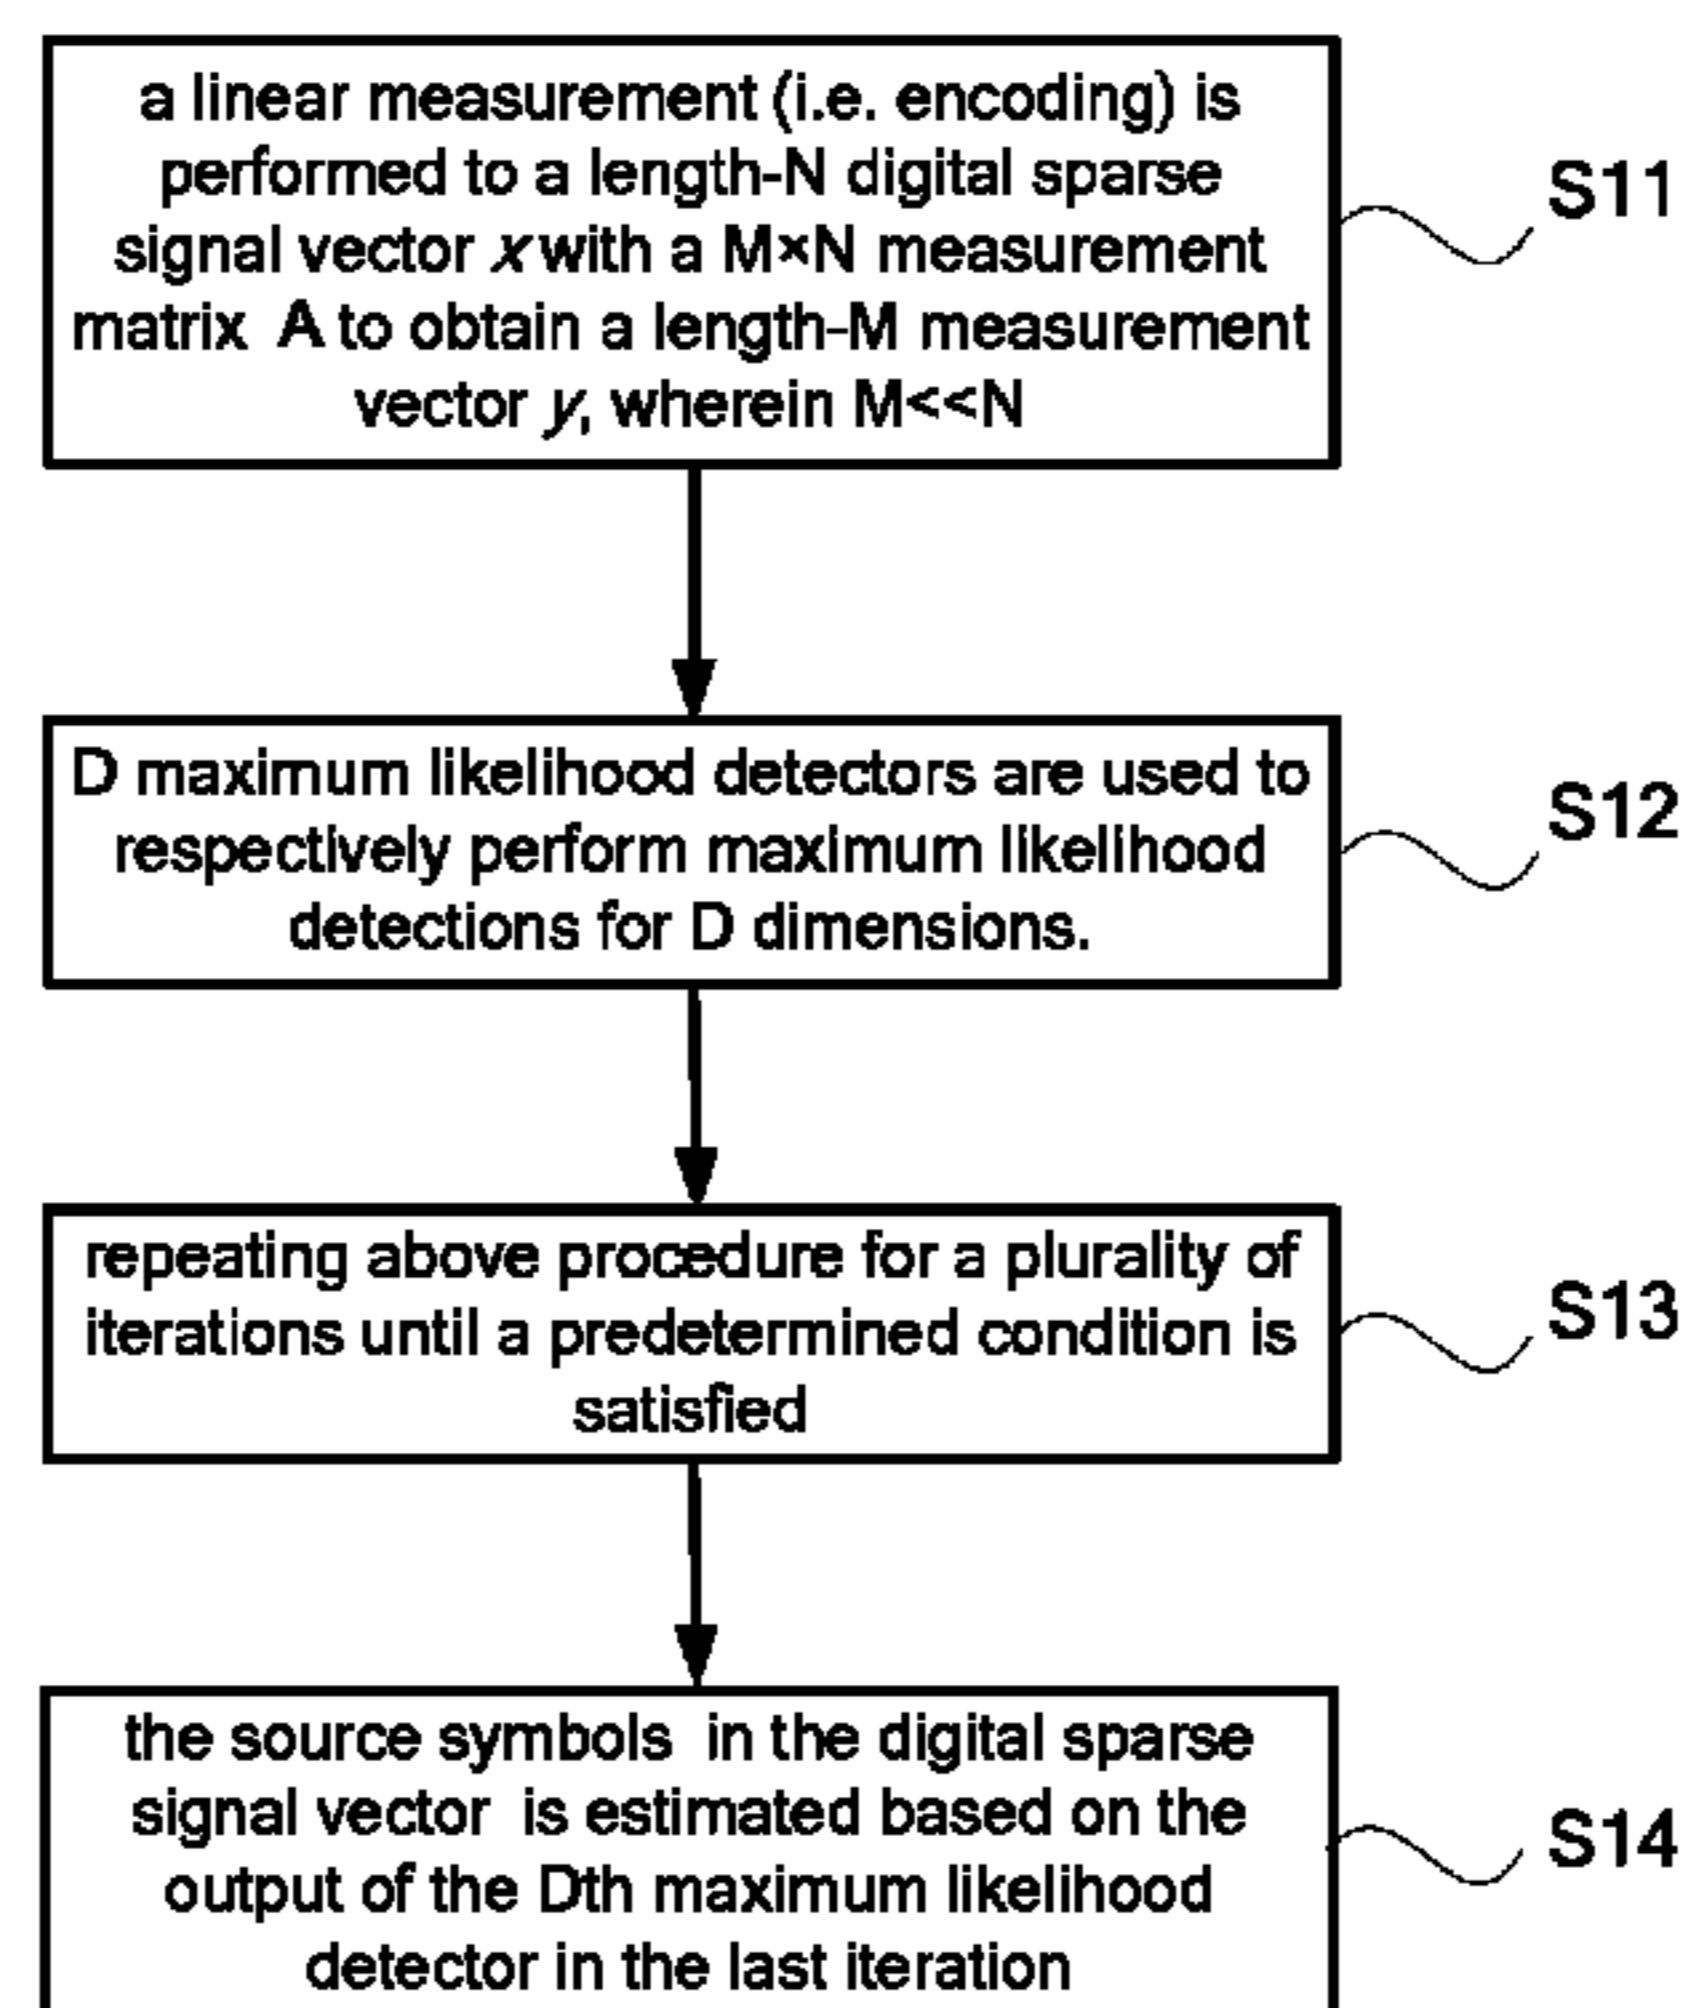 a linear measurement (i.e. encoding) is
performed to a length-N digital sparse
signal vector x with a M×N measurement
matrix A to obtain a length-M measurement
vector y, wherein M<<N
S11
D maximum likelihood detectors are used to
respectively perform maximum likelihood
detections for D dimensions.
S12
repeating above procedure for a plurality of
iterations until a predetermined condition is
satisfied
S13
the source symbols in the digital sparse
signal vector is estimated based on the
output of the Dth maximum likelihood
detector in the last iteration
S14